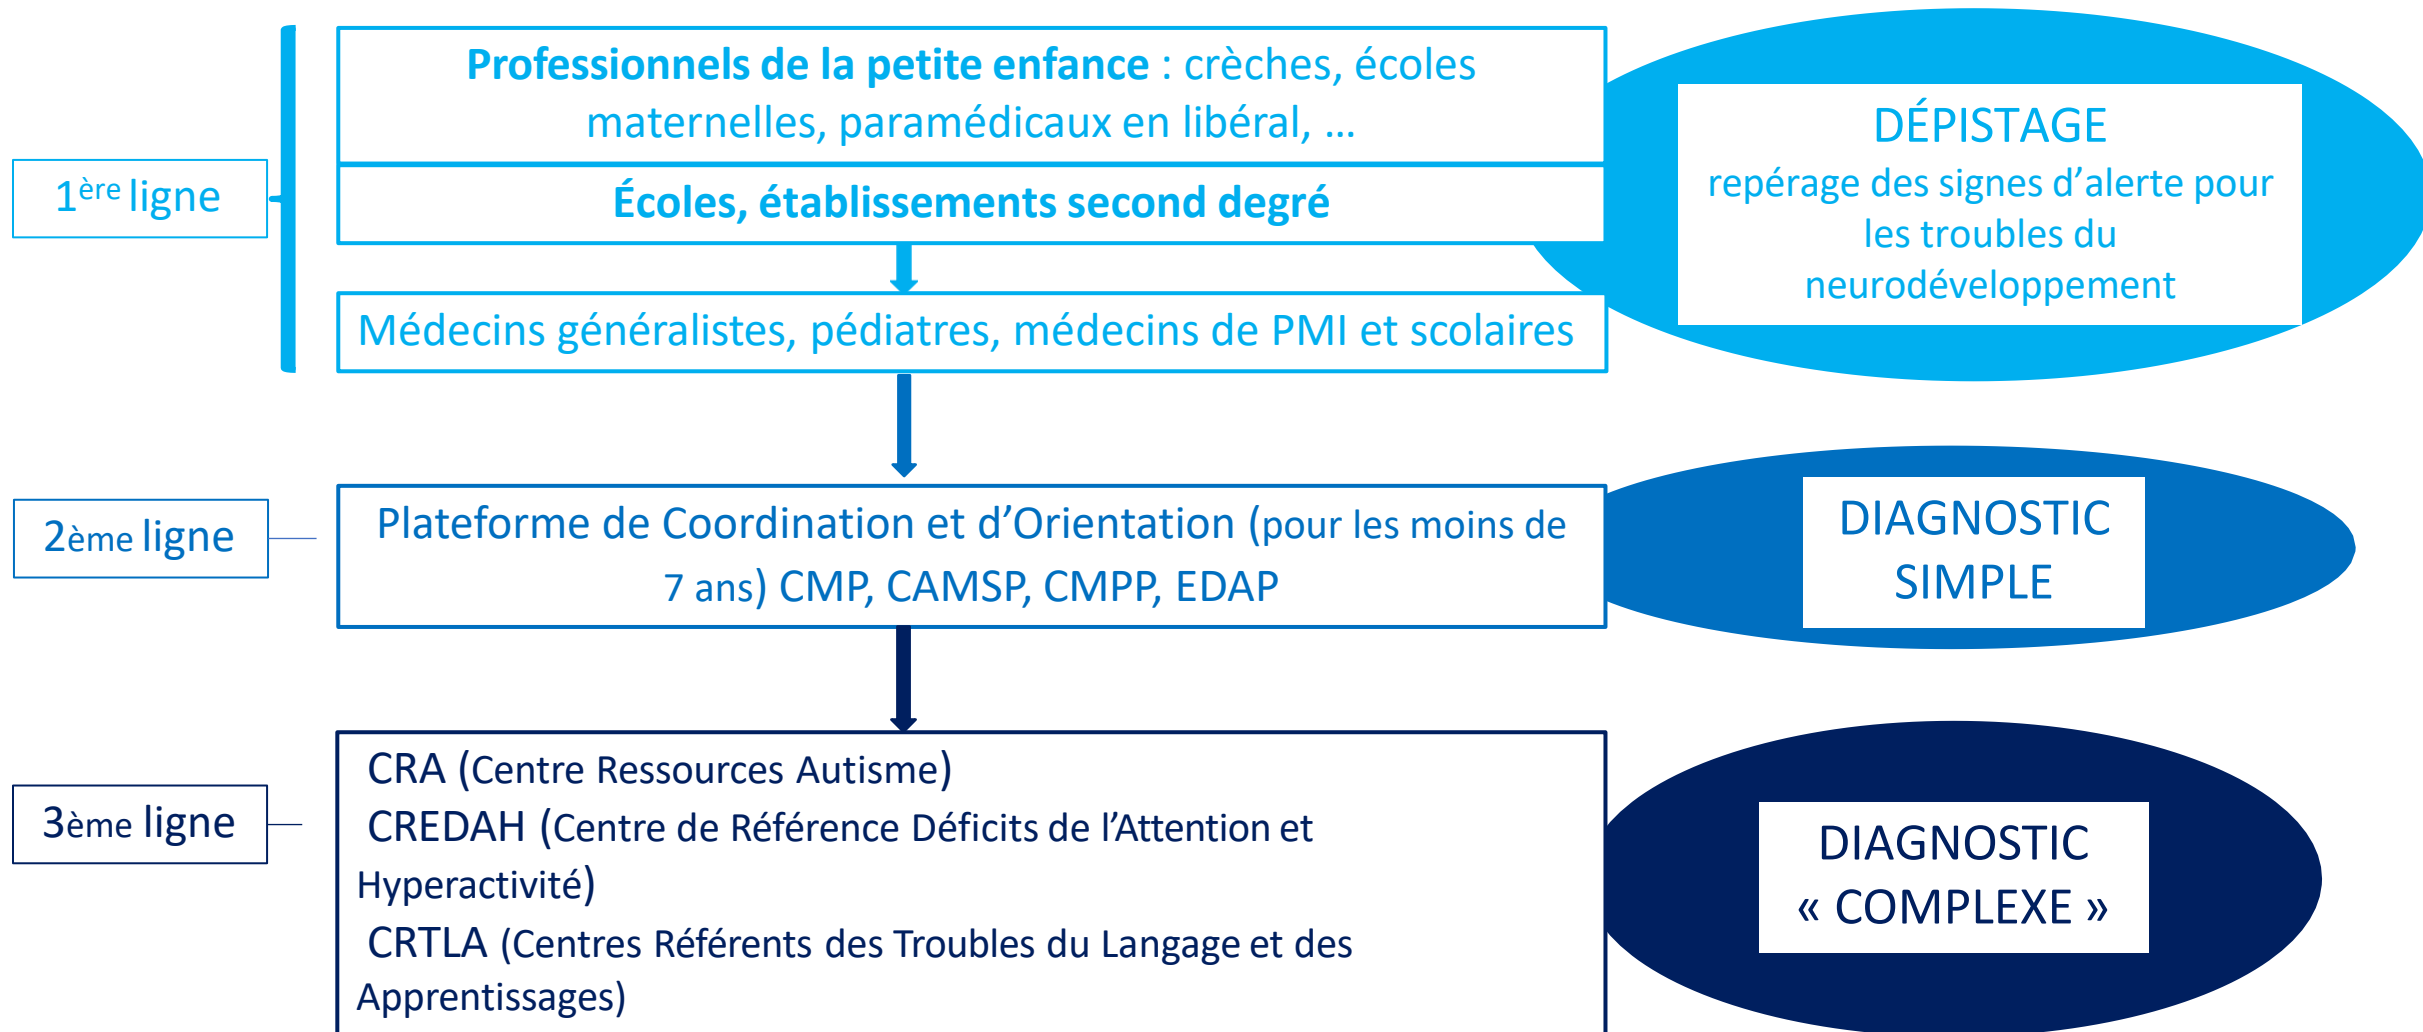 Professionnels de la petite enfance : crèches, écoles
maternelles, paramédicaux en libéral, ...
1ère ligne
Écoles, établissements second degré
Médecins généralistes, pédiatres, médecins de PMI et scolaires
DÉPISTAGE
repérage des signes d’alerte pour
les troubles du
neurodéveloppement
2ème ligne
Plateforme de Coordination et d’Orientation (pour les moins de
7 ans) CMP, CAMSP, CMPP, EDAP
DIAGNOSTIC
SIMPLE
3ème ligne
CRA (Centre Ressources Autisme)
CREDAH (Centre de Référence Déficits de l’Attention et
Hyperactivité)
CRTLA (Centres Référents des Troubles du Langage et des
Apprentissages)
DIAGNOSTIC
« COMPLEXE »